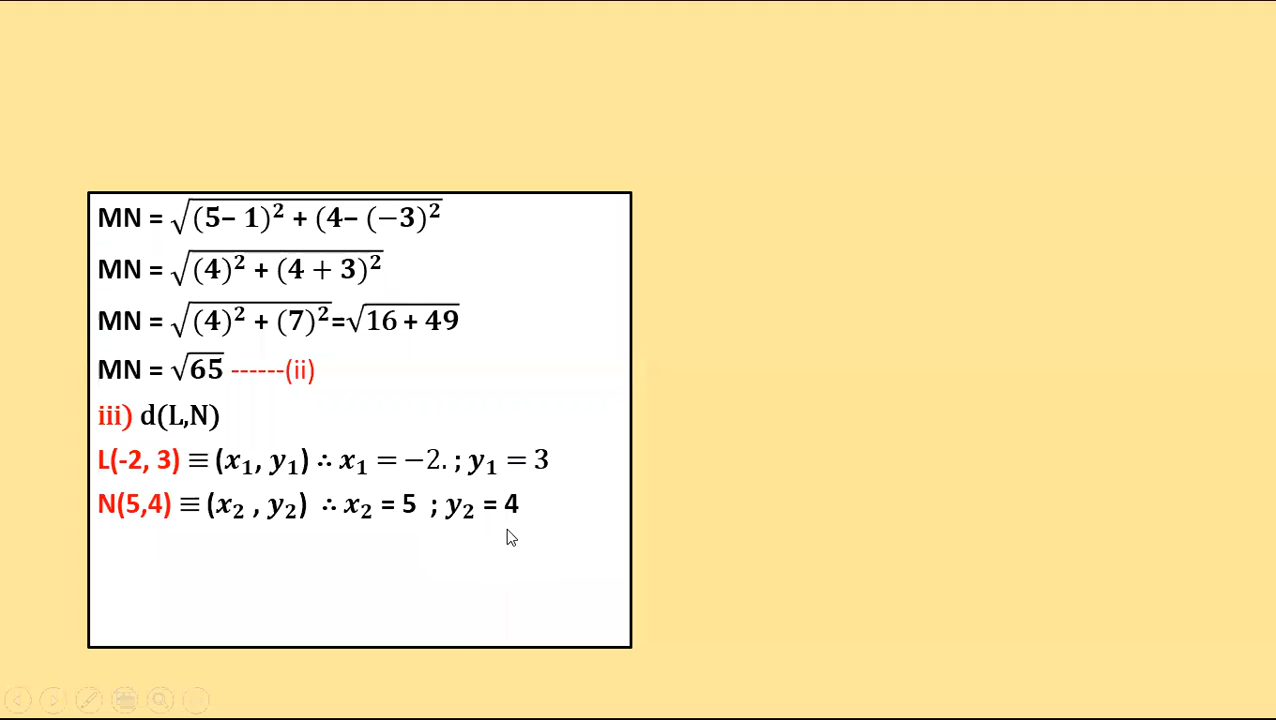 MN = √(5– 1)² + (4– (−3)²
MN = √(4)² + (4 + 3)²
MN = √(4)² + (7)²=√16 + 49
MN = √65 ------(ii)
iii) d(L,N)
L(-2, 3) ≡ (x₁, y₁) ∴ x₁ = −2. ; y₁ = 3
N(5,4) ≡ (x₂ , y₂) ∴ x₂ = 5 ; y₂ = 4